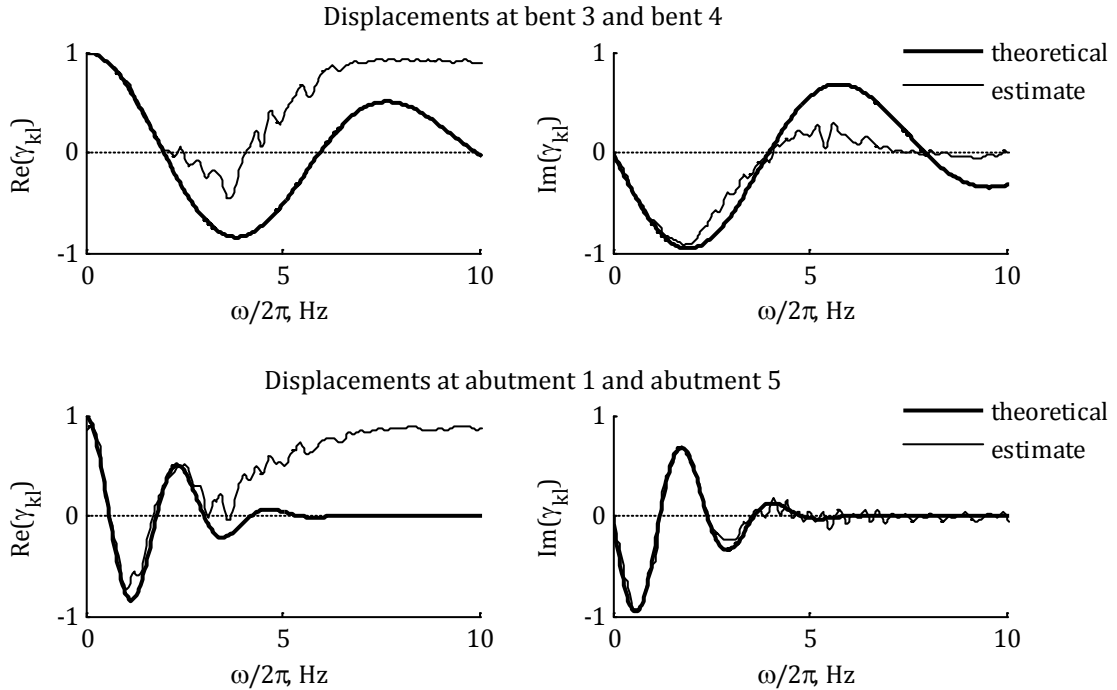 Displacements at bent 3 and bent 4
1
0
-1
0
5
10
Re(γkl)
ω/2π, Hz
1
0
-1
0
5
10
Im(γkl)
ω/2π, Hz
theoretical
estimate
Displacements at abutment 1 and abutment 5
1
0
-1
0
5
10
Re(γkl)
ω/2π, Hz
1
0
-1
0
5
10
Im(γkl)
ω/2π, Hz
theoretical
estimate